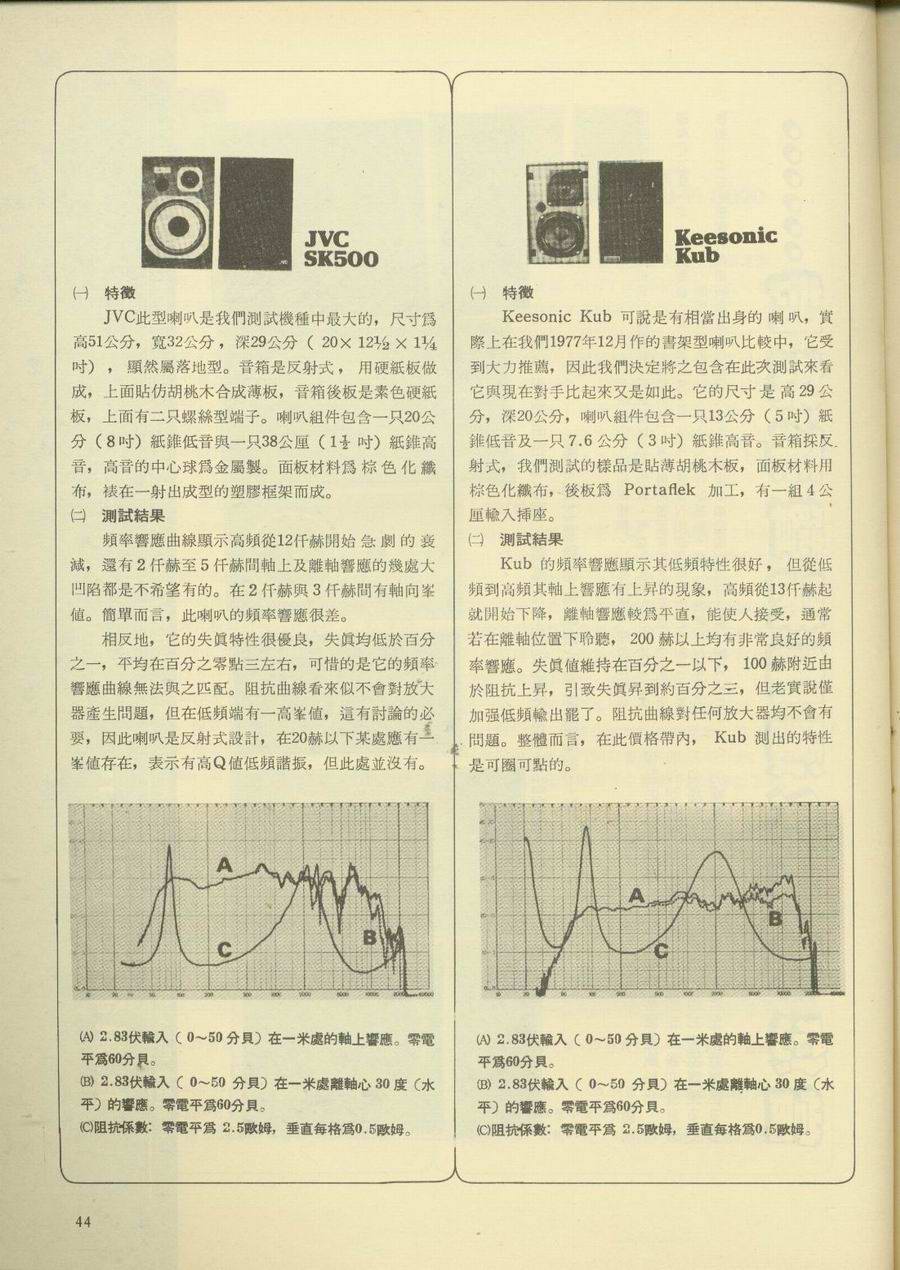 JVC
SK500
㈠ 特徵
JVC此型喇叭是我們測試機種中最大的，尺寸爲
高51公分，寬32公分，深29公分（20×12½×11¼
吋），顯然屬落地型。音箱是反射式，用硬紙板做
成，上面貼仿胡桃木合成薄板，音箱後板是素色硬紙
板，上面有二只螺絲型端子。喇叭組件包含一只20公
分（8吋）紙錐低音與一只38公厘（1½吋）紙錐高
音，高音的中心球爲金屬製。面板材料爲棕色化纖
布，裱在一射出成型的塑膠框架而成。
㈡ 測試結果
頻率響應曲線顯示高頻從12仟赫開始急劇的衰
減，還有2仟赫至5仟赫間軸上及離軸響應的幾處大
凹陷都是不希望有的。在2仟赫與3仟赫間有軸向峯
値。簡單而言，此喇叭的頻率響應很差。
相反地，它的失眞特性很優良，失眞均低於百分
之一，平均在百分之零點三左右，可惜的是它的頻率
響應曲線無法與之匹配。阻抗曲線看來似不會對放大
器產生問題，但在低頻端有一高峯値，這有討論的必
要，因此喇叭是反射式設計，在20赫以下某處應有一
峯値存在，表示有高Q値低頻諧振，但此處並沒有。
A
B
C
(A) 2.83伏輸入（0～50分貝）在一米處的軸上響應。零電
平爲60分貝。
(B) 2.83伏輸入（0～50 分貝）在一米處離軸心 30 度（水
平）的響應。零電平爲60分貝。
(C)阻抗係數：零電平爲 2.5歐姆，垂直每格爲0.5歐姆。
Keesonic
Kub
㈠ 特徵
Keesonic Kub 可說是有相當出身的喇叭，實
際上在我們1977年12月作的書架型喇叭比較中，它受
到大力推薦，因此我們決定將之包含在此次測試來看
它與現在對手比起來又是如此。它的尺寸是高29公
分，深20公分，喇叭組件包含一只13公分（5吋）紙
錐低音及一只7.6公分（3吋）紙錐高音。音箱採反
射式，我們測試的樣品是貼薄胡桃木板，面板材料用
棕色化纖布，後板爲 Portaflek 加工，有一組4公
厘輸入揷座。
㈡ 測試結果
Kub 的頻率響應顯示其低頻特性很好，但從低
頻到高頻其軸上響應有上昇的現象，高頻從13仟赫起
就開始下降，離軸響應較爲平直，能使人接受，通常
若在離軸位置下聆聽，200 赫以上均有非常良好的頻
率響應。失眞値維持在百分之一以下，100 赫附近由
於阻抗上昇，引致失眞昇到約百分之三，但老實說僅
加强低頻輸出罷了。阻抗曲線對任何放大器均不會有
問題。整體而言，在此價格帶內，Kub 測出的特性
是可圈可點的。
A
B
C
(A) 2.83伏輸入（0～50分貝）在一米處的軸上響應。零電
平爲60分貝。
(B) 2.83伏輸入（0～50 分貝）在一米處離軸心 30 度（水
平）的響應。零電平爲60分貝。
(C)阻抗係數：零電平爲 2.5歐姆，垂直每格爲0.5歐姆。
44